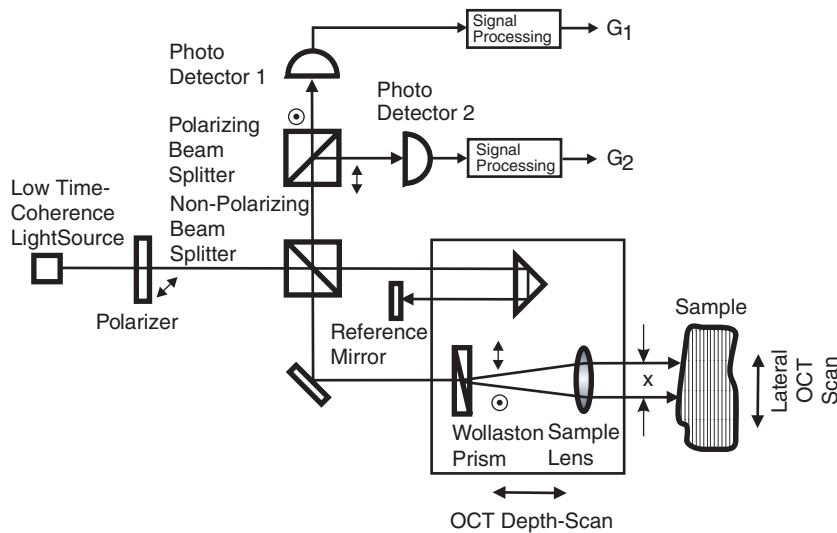 Signal
Processing
G1
Photo
Detector 1
Photo
Detector 2
Polarizing
Beam
Splitter
Signal
Processing
G2
Low Time-
Coherence
LightSource
Non-Polarizing
Beam
Splitter
Polarizer
Reference
Mirror
Sample
x
Lateral
OCT
Scan
Wollaston
Prism
Sample
Lens
OCT Depth-Scan